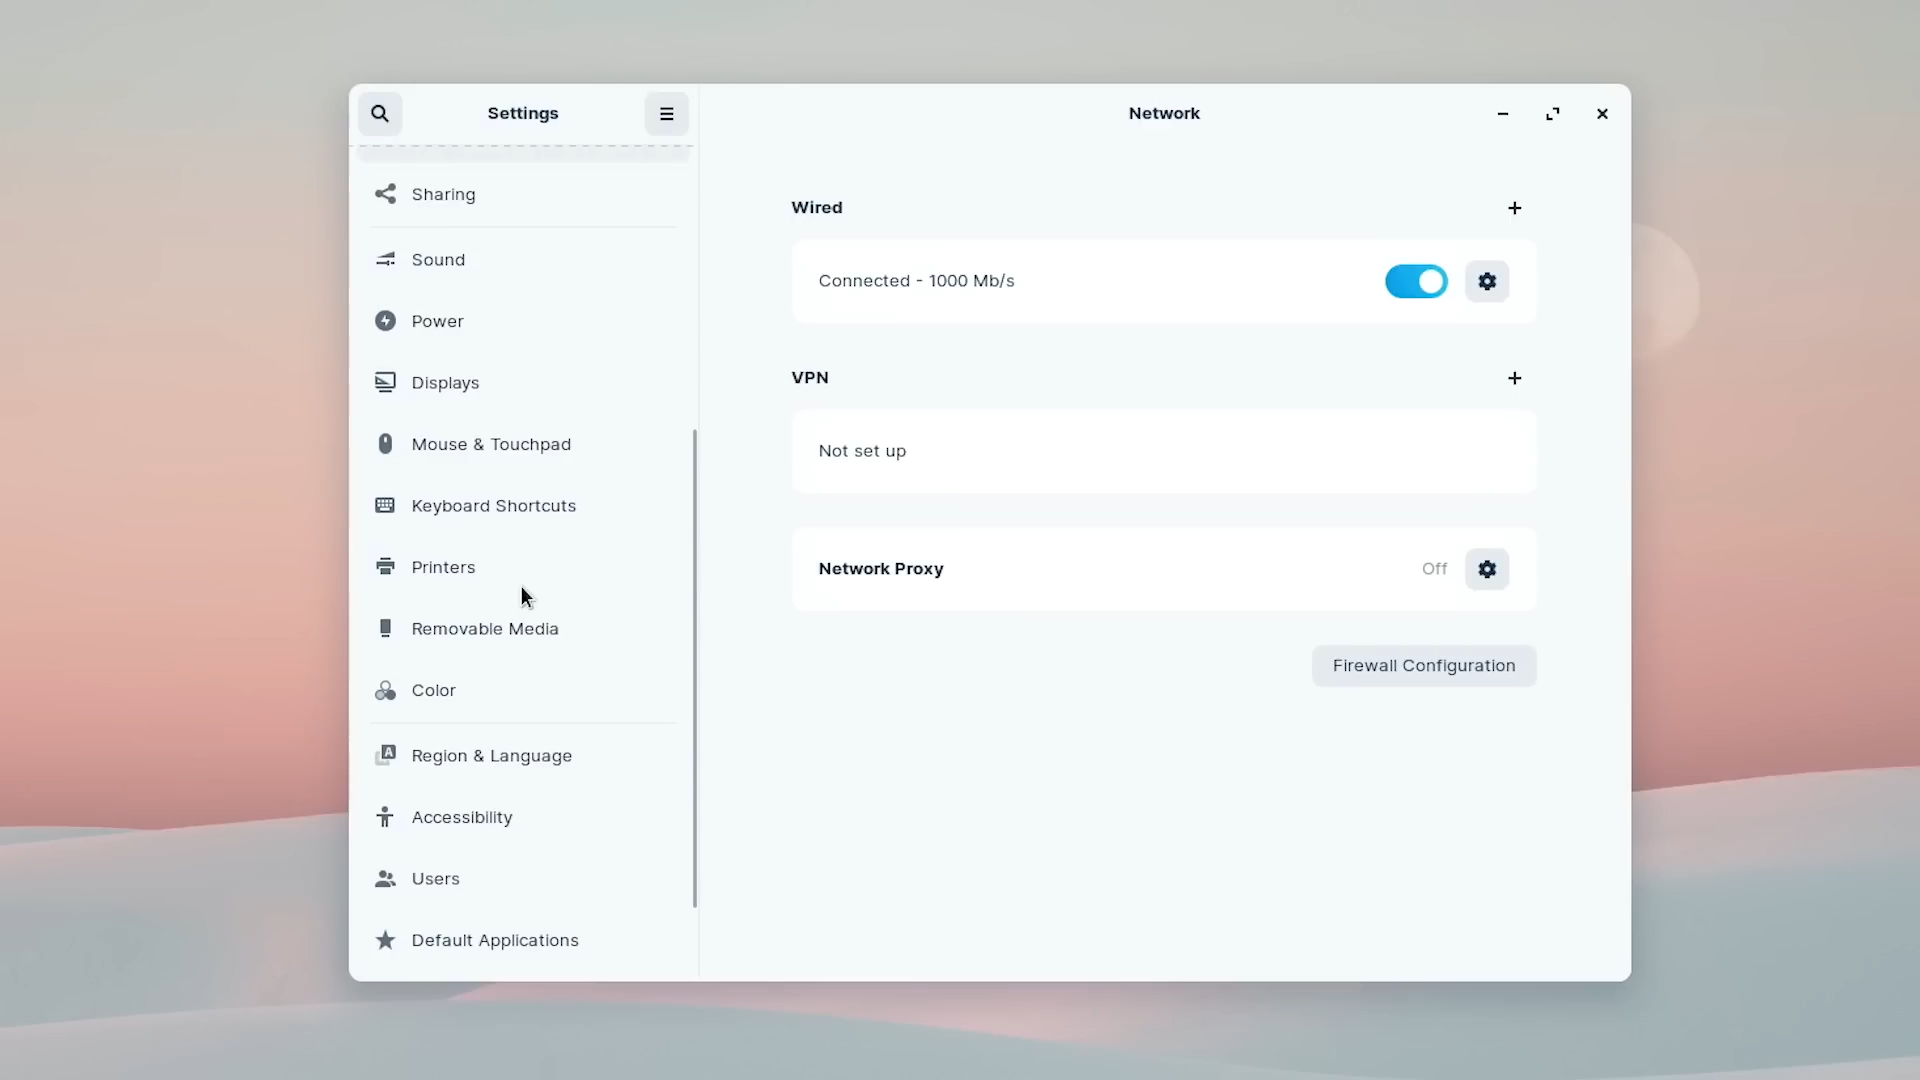 Settings
Network
Sharing
Sound
Power
Displays
Mouse & Touchpad
Keyboard Shortcuts
Printers
Removable Media
Color
Region & Language
Accessibility
Users
Default Applications
Wired
Connected - 1000 Mb/s
VPN
Not set up
Network Proxy
Off
Firewall Configuration